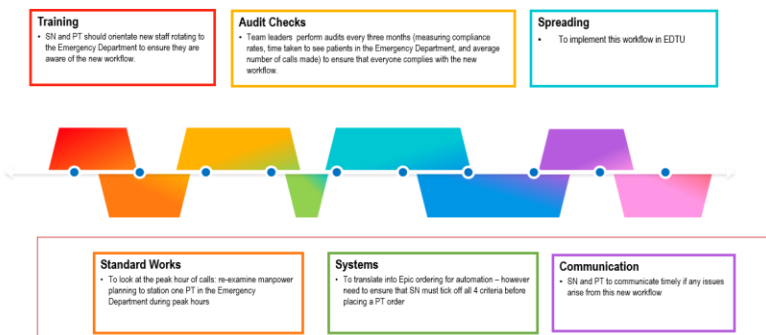 Training
• SN and PT should orientate new staff rotating to
the Emergency Department to ensure they are
aware of the new workflow.
Audit Checks
• Team leaders perform audits every three months (measuring compliance
rates, time taken to see patients in the Emergency Department, and average
number of calls made) to ensure that everyone complies with the new
workflow.
Spreading
• To implement this workflow in EDTU
Standard Works
• To look at the peak hour of calls: re-examine manpower
planning to station one PT in the Emergency
Department during peak hours
Systems
• To translate into Epic ordering for automation – however
need to ensure that SN must tick off all 4 criteria before
placing a PT order
Communication
• SN and PT to communicate timely if any issues
arise from this new workflow